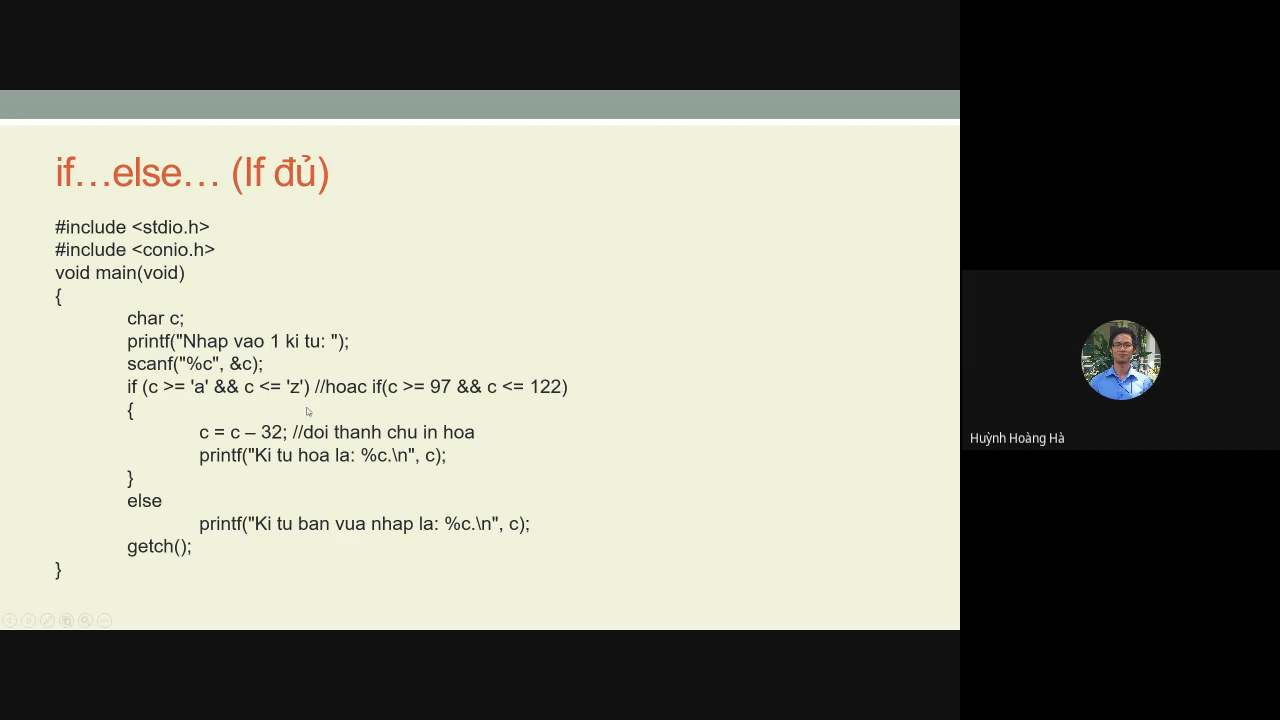 if…else… (If đủ)
#include <stdio.h>
#include <conio.h>
void main(void)
{
char c;
printf("Nhap vao 1 ki tu: ");
scanf("%c", &c);
if (c >= 'a' && c <= 'z') //hoac if(c >= 97 && c <= 122)
{
c = c – 32; //doi thanh chu in hoa
printf("Ki tu hoa la: %c.\n", c);
}
else
printf("Ki tu ban vua nhap la: %c.\n", c);
getch();
}
Huỳnh Hoàng Hà